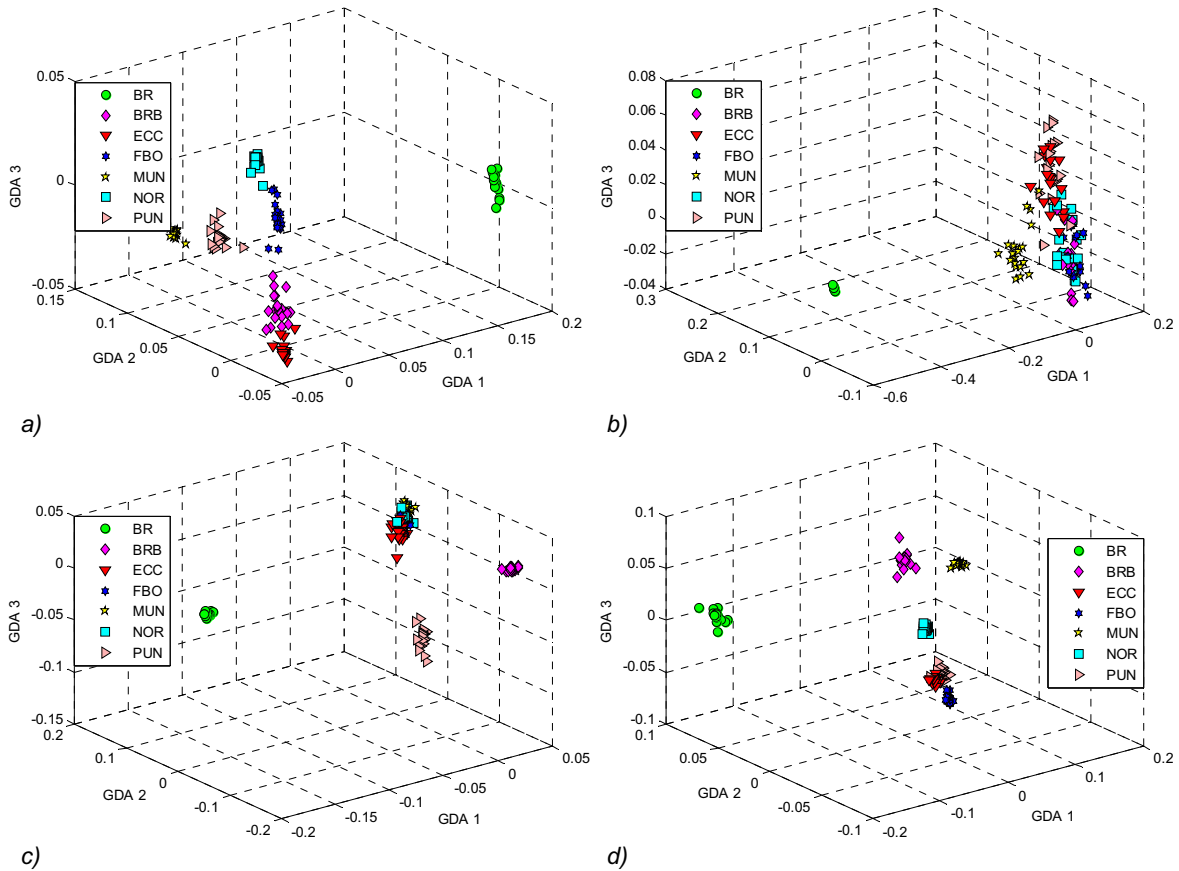 0.05
0
-0.05
GDA 3
0.15
0.1
0.05
0
-0.05
GDA 2
-0.05
0
0.05
0.1
0.15
0.2
GDA 1
BR
BRB
ECC
FBO
MUN
NOR
PUN
a)
0.08
0.06
0.04
0.02
0
-0.02
-0.04
GDA 3
0.3
0.2
0.1
0
-0.1
GDA 2
-0.6
-0.4
-0.2
0
0.2
GDA 1
BR
BRB
ECC
FBO
MUN
NOR
PUN
b)
0.05
0
-0.05
-0.1
-0.15
GDA 3
0.2
0.1
0
-0.1
-0.2
GDA 2
-0.2
-0.15
-0.1
-0.05
0
0.05
GDA 1
BR
BRB
ECC
FBO
MUN
NOR
PUN
c)
0.1
0.05
0
-0.05
-0.1
GDA 3
0.05
0
-0.05
-0.1
GDA 2
-0.2
-0.1
0
0.1
0.2
GDA 1
BR
BRB
ECC
FBO
MUN
NOR
PUN
d)